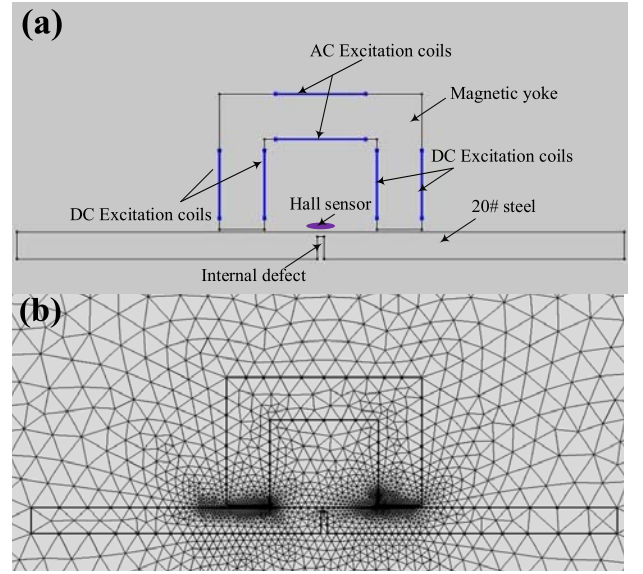 (a)
AC Excitation coils
Magnetic yoke
DC Excitation coils
DC Excitation coils
Hall sensor
20# steel
Internal defect
(b)